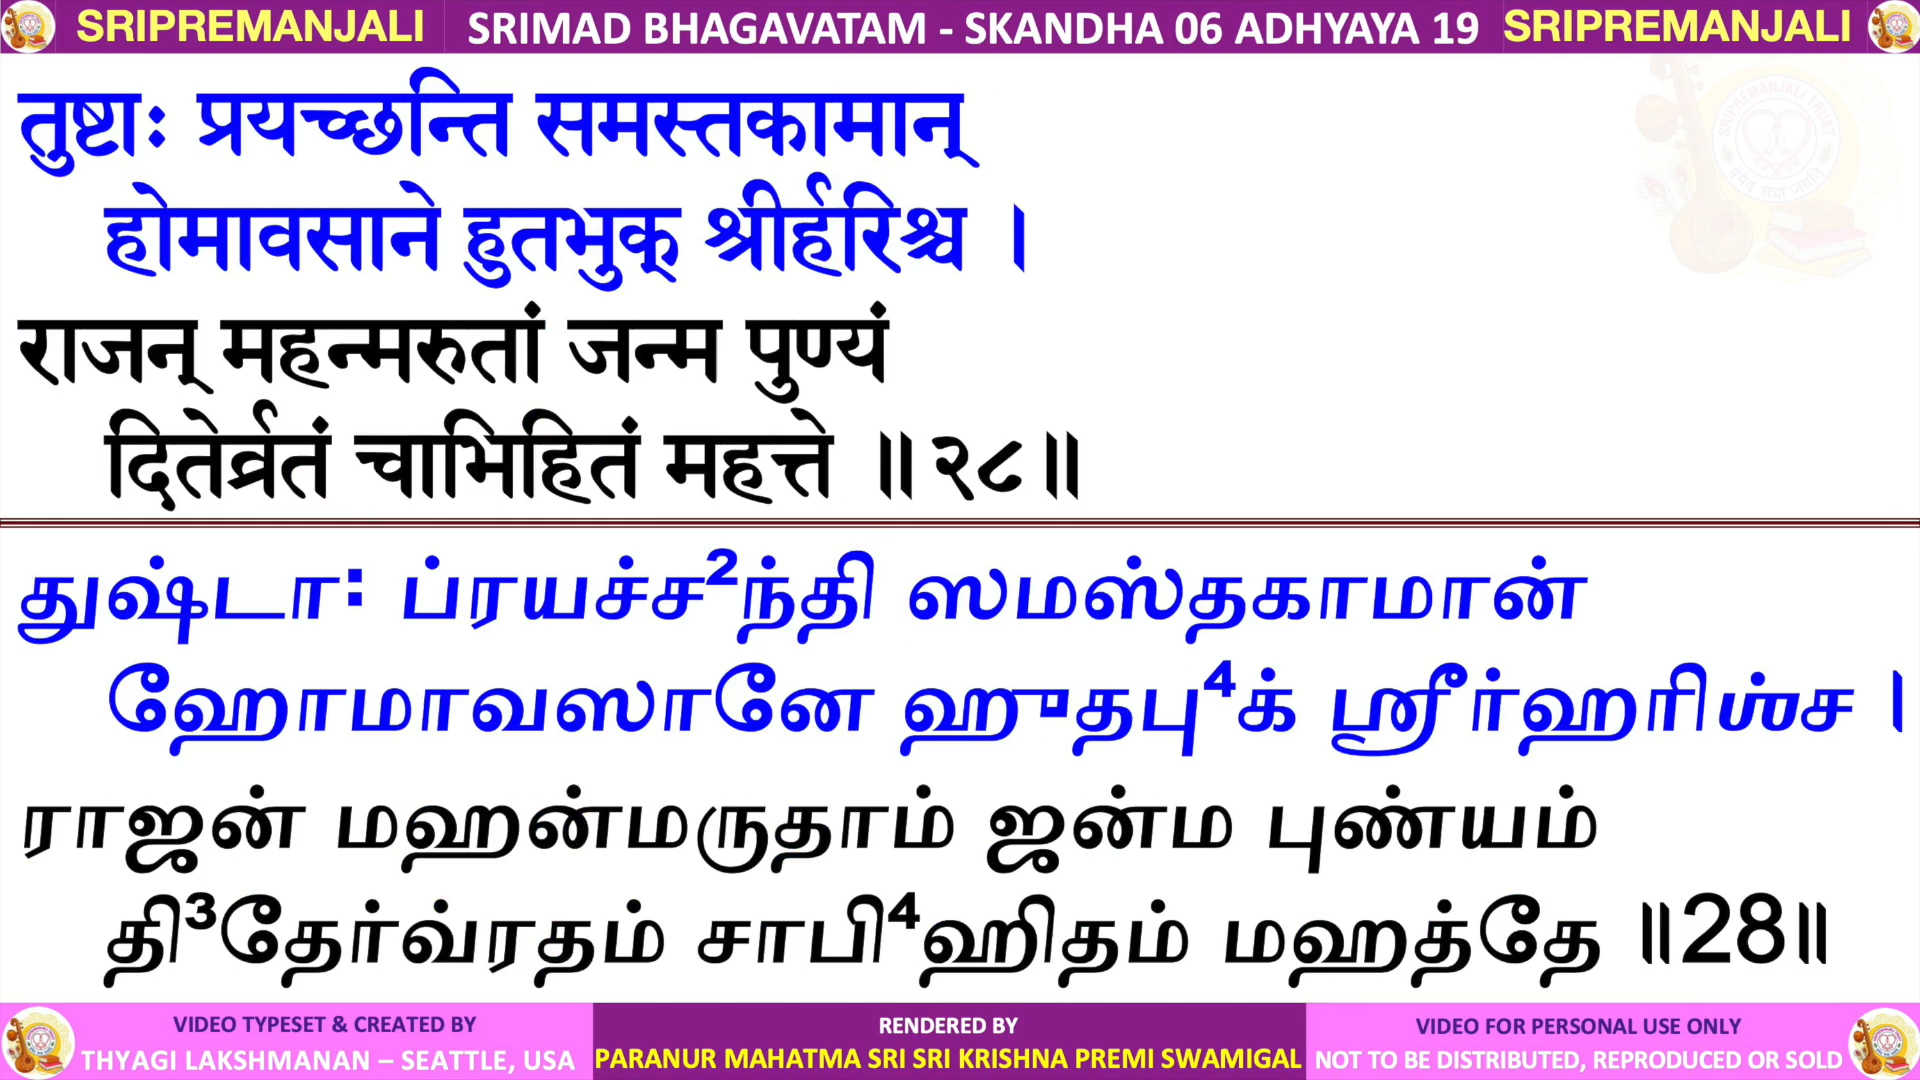 SRIPREMANJALI SRIMAD BHAGAVATAM - SKANDHA 06 ADHYAYA 19 SRIPREMANJALI
तुष्टाः प्रयच्छन्ति समस्तकामान्
होमावसाने हुतभुक् श्रीर्हरिश्च ।
राजन् महन्मरुतां जन्म पुण्यं
दितेर्व्रतं चाभिहितं महत्ते ॥२८॥
துஷ்டா: ப்ரயச்ச²ந்தி ஸமஸ்தகாமான்
ஹோமாவஸானே ஹுதபு⁴க் ஸ்ரீர்ஹரிஶ்ச ।
ராஜன் மஹன்மருதாம் ஜன்ம புண்யம்
தி³தேர்வ்ரதம் சாபி⁴ஹிதம் மஹத்தே ॥28॥
VIDEO TYPESET & CREATED BY
THYAGI LAKSHMANAN – SEATTLE, USA
RENDERED BY
PARANUR MAHATMA SRI SRI KRISHNA PREMI SWAMIGAL
VIDEO FOR PERSONAL USE ONLY
NOT TO BE DISTRIBUTED, REPRODUCED OR SOLD